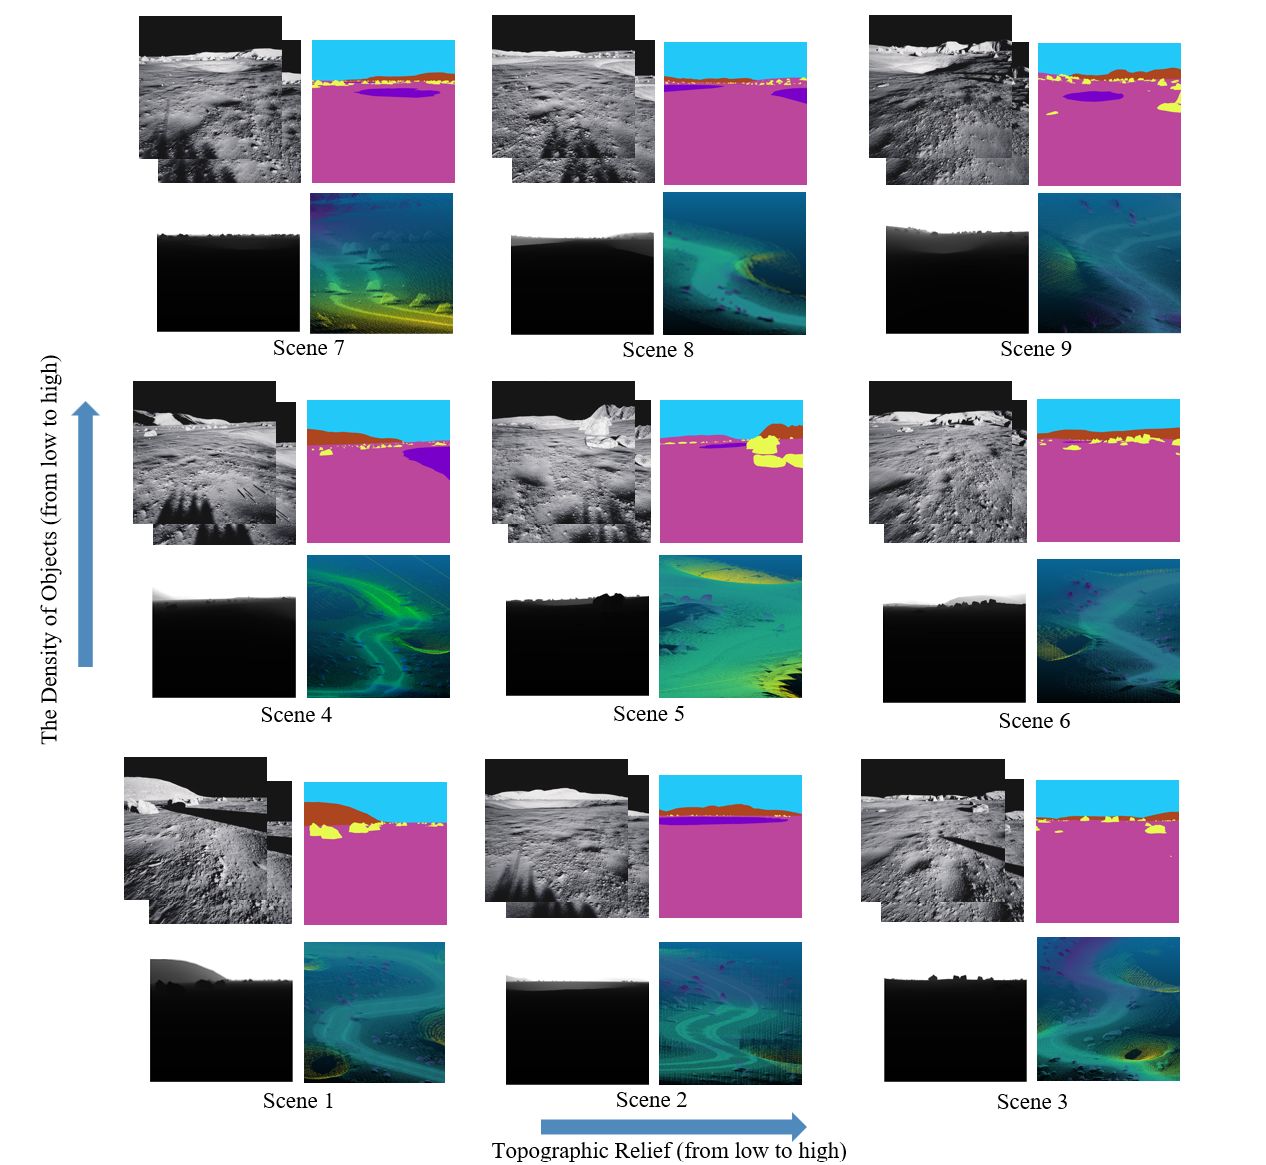 Scene 7
Scene 8
Scene 9
The Density of Objects (from low to high)
Scene 4
Scene 5
Scene 6
Scene 1
Scene 2
Scene 3
Topographic Relief (from low to high)